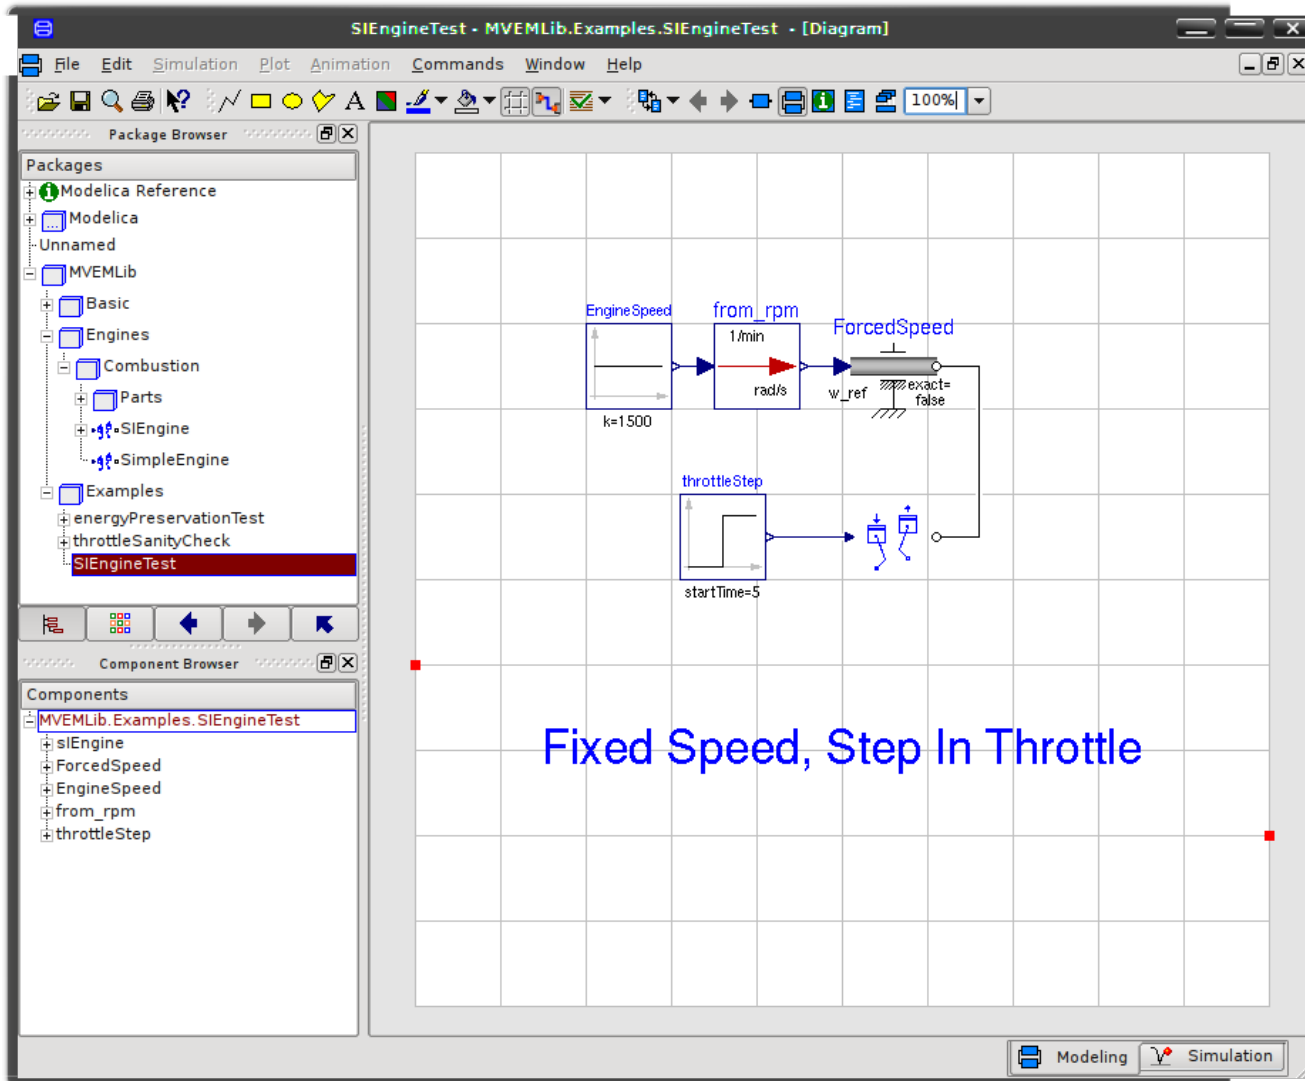 SIEngineTest - MVEMLib.Examples.SIEngineTest - [Diagram]
File Edit Simulation Plot Animation Commands Window Help
100%
Package Browser
Packages
Modelica Reference
Modelica
Unnamed
MVEMLib
Basic
Engines
Combustion
Parts
SIEngine
SimpleEngine
Examples
energyPreservationTest
throttleSanityCheck
SIEngineTest
Component Browser
Components
MVEMLib.Examples.SIEngineTest
sIEngine
ForcedSpeed
EngineSpeed
from_rpm
throttleStep
EngineSpeed
k=1500
from_rpm
1/min
rad/s
ForcedSpeed
w_ref
exact=
false
throttleStep
startTime=5
Fixed Speed, Step In Throttle
Modeling Simulation